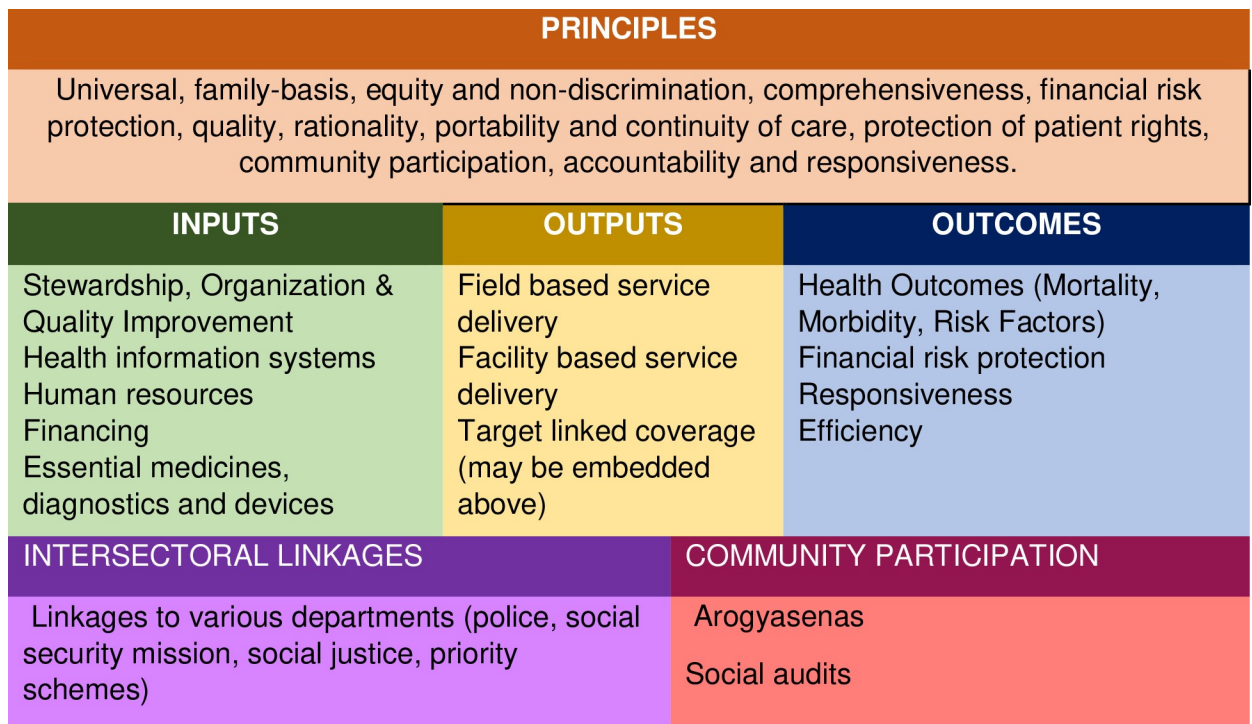 PRINCIPLES
Universal, family-basis, equity and non-discrimination, comprehensiveness, financial risk
protection, quality, rationality, portability and continuity of care, protection of patient rights,
community participation, accountability and responsiveness.
INPUTS
Stewardship, Organization &
Quality Improvement
Health information systems
Human resources
Financing
Essential medicines,
diagnostics and devices
OUTPUTS
Field based service
delivery
Facility based service
delivery
Target linked coverage
(may be embedded
above)
OUTCOMES
Health Outcomes (Mortality,
Morbidity, Risk Factors)
Financial risk protection
Responsiveness
Efficiency
INTERSECTORAL LINKAGES
Linkages to various departments (police, social
security mission, social justice, priority
schemes)
COMMUNITY PARTICIPATION
Arogyasenas
Social audits